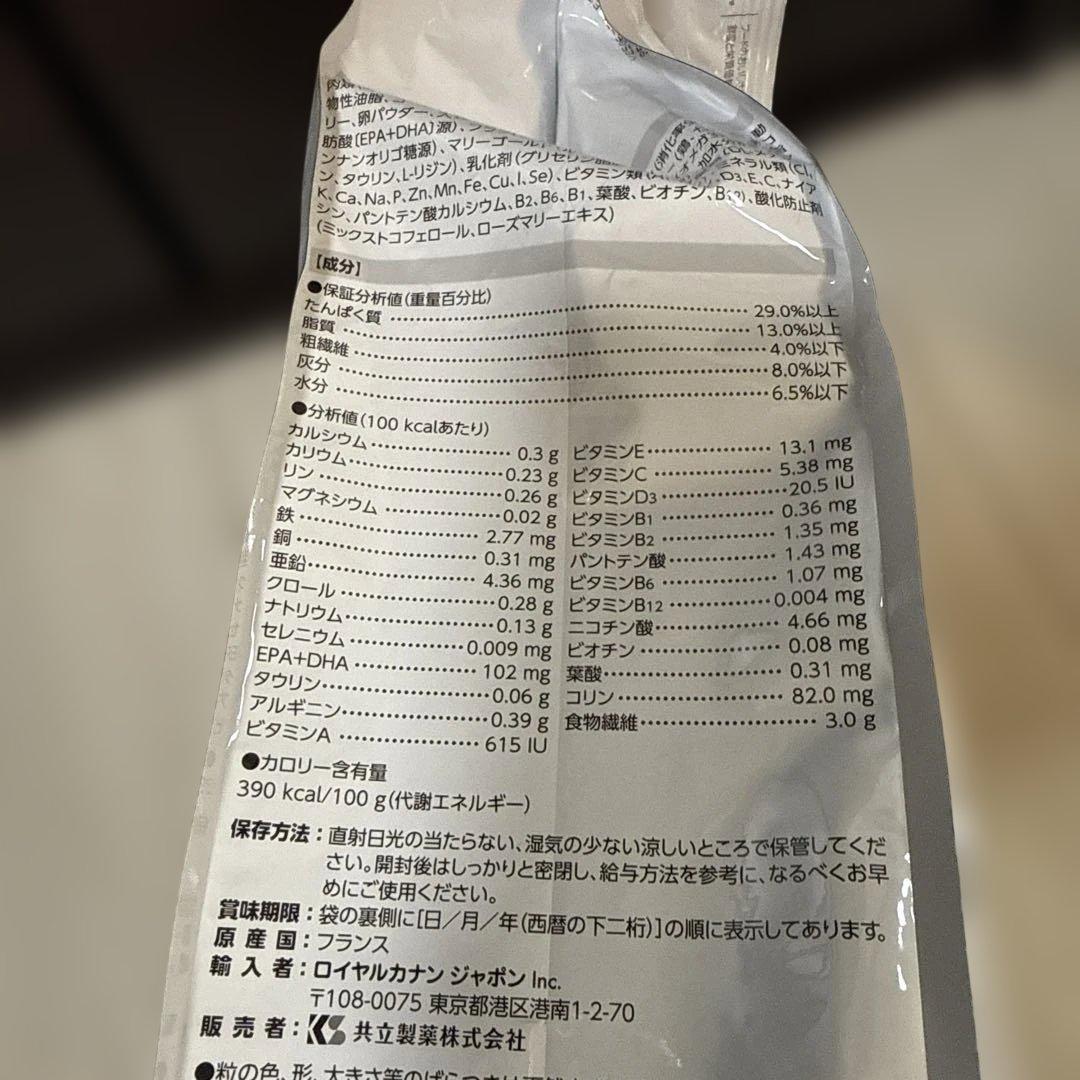 物性油脂、
リー、卵パウダー、
肪酸(EPA+DHA)源)、
ンナンオリゴ糖源)、マリーゴール
ン、タウリン、L-リジン)、乳化剤(グリセリン脂 ネラル類(Cl,
K、Ca、Na、P、Zn、Mn、Fe、Cu、I、Se)、ビタミン類( D3、E、C、ナイア
シン、パントテン酸カルシウム、B2、B6、B1、葉酸、ビオチン、 酸化防止剤
(ミックストコフェロール、ローズマリーエキス)
【成分】
●保証分析値(重量百分比)
たんぱく質 29.0%以上
脂質 13.0%以上
粗繊維 4.0%以下
灰分 8.0%以下
水分 6.5%以下
●分析値(100 kcalあたり)
カルシウム 0.3 g
カリウム 0.23 g
リン 0.26 g
マグネシウム 0.02 g
鉄 2.77 mg
銅 0.31 mg
亜鉛 4.36 mg
クロール 0.28 g
ナトリウム 0.13 g
セレニウム 0.009 mg
EPA+DHA 102 mg
タウリン 0.06 g
アルギニン 0.39 g
ビタミンA 615 IU
ビタミンE 13.1 mg
ビタミンC 5.38 mg
ビタミンD3 20.5 IU
ビタミンB1 0.36 mg
ビタミンB2 1.35 mg
パントテン酸 1.43 mg
ビタミンB6 1.07 mg
ビタミンB12 0.004 mg
ニコチン酸 4.66 mg
ビオチン 0.08 mg
葉酸 0.31 mg
コリン 82.0 mg
食物繊維 3.0 g
●カロリー含有量
390 kcal/100 g(代謝エネルギー)
保存方法:直射日光の当たらない、湿気の少ない涼しいところで保管してくだ
さい。開封後はしっかりと密閉し、給与方法を参考に、なるべくお早
めにご使用ください。
賞味期限:袋の裏側に[日/月/年(西暦の下二桁)]の順に表示してあります。
原産国:フランス
輸入者:ロイヤルカナン ジャポン Inc.
〒108-0075 東京都港区港南1-2-70
販売者:KS 共立製薬株式会社
●粒の色、形、大きさ等のばらつきは